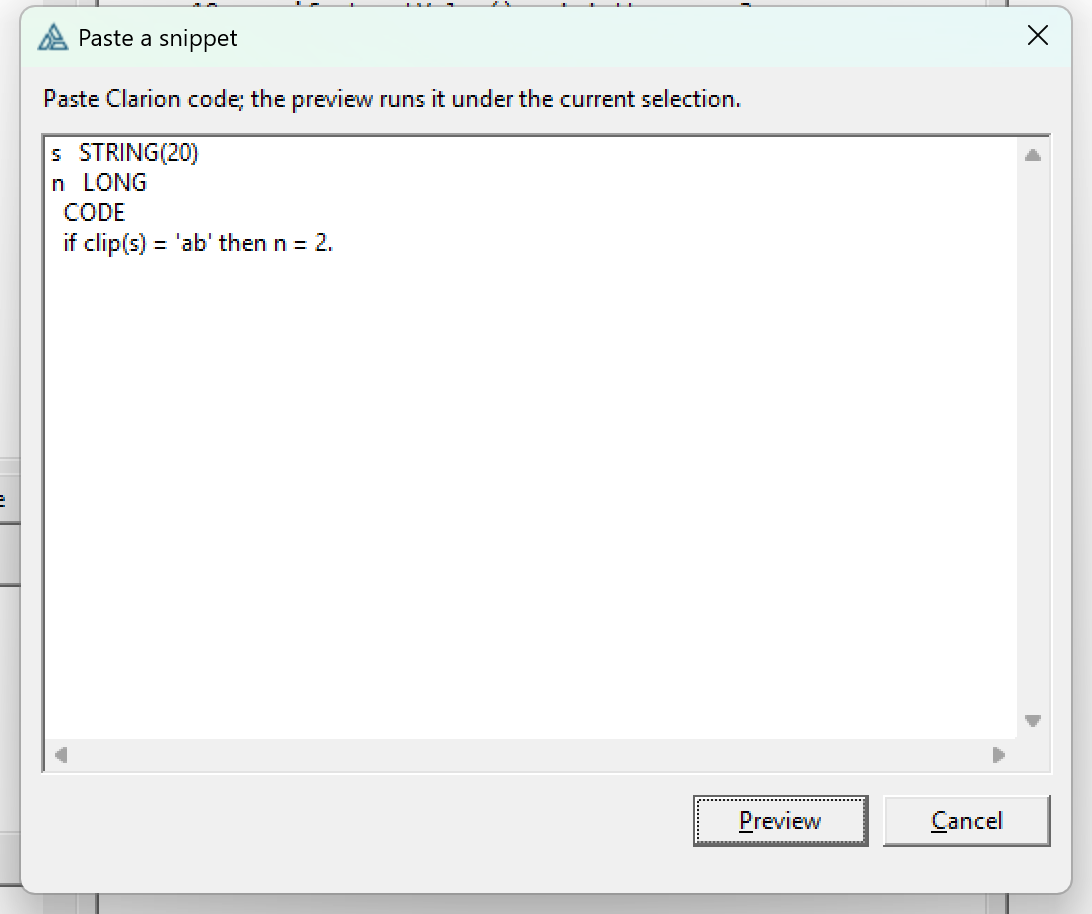 Paste a snippet
Paste Clarion code; the preview runs it under the current selection.
s   STRING(20)
n   LONG
  CODE
  if clip(s) = 'ab' then n = 2.
Preview
Cancel